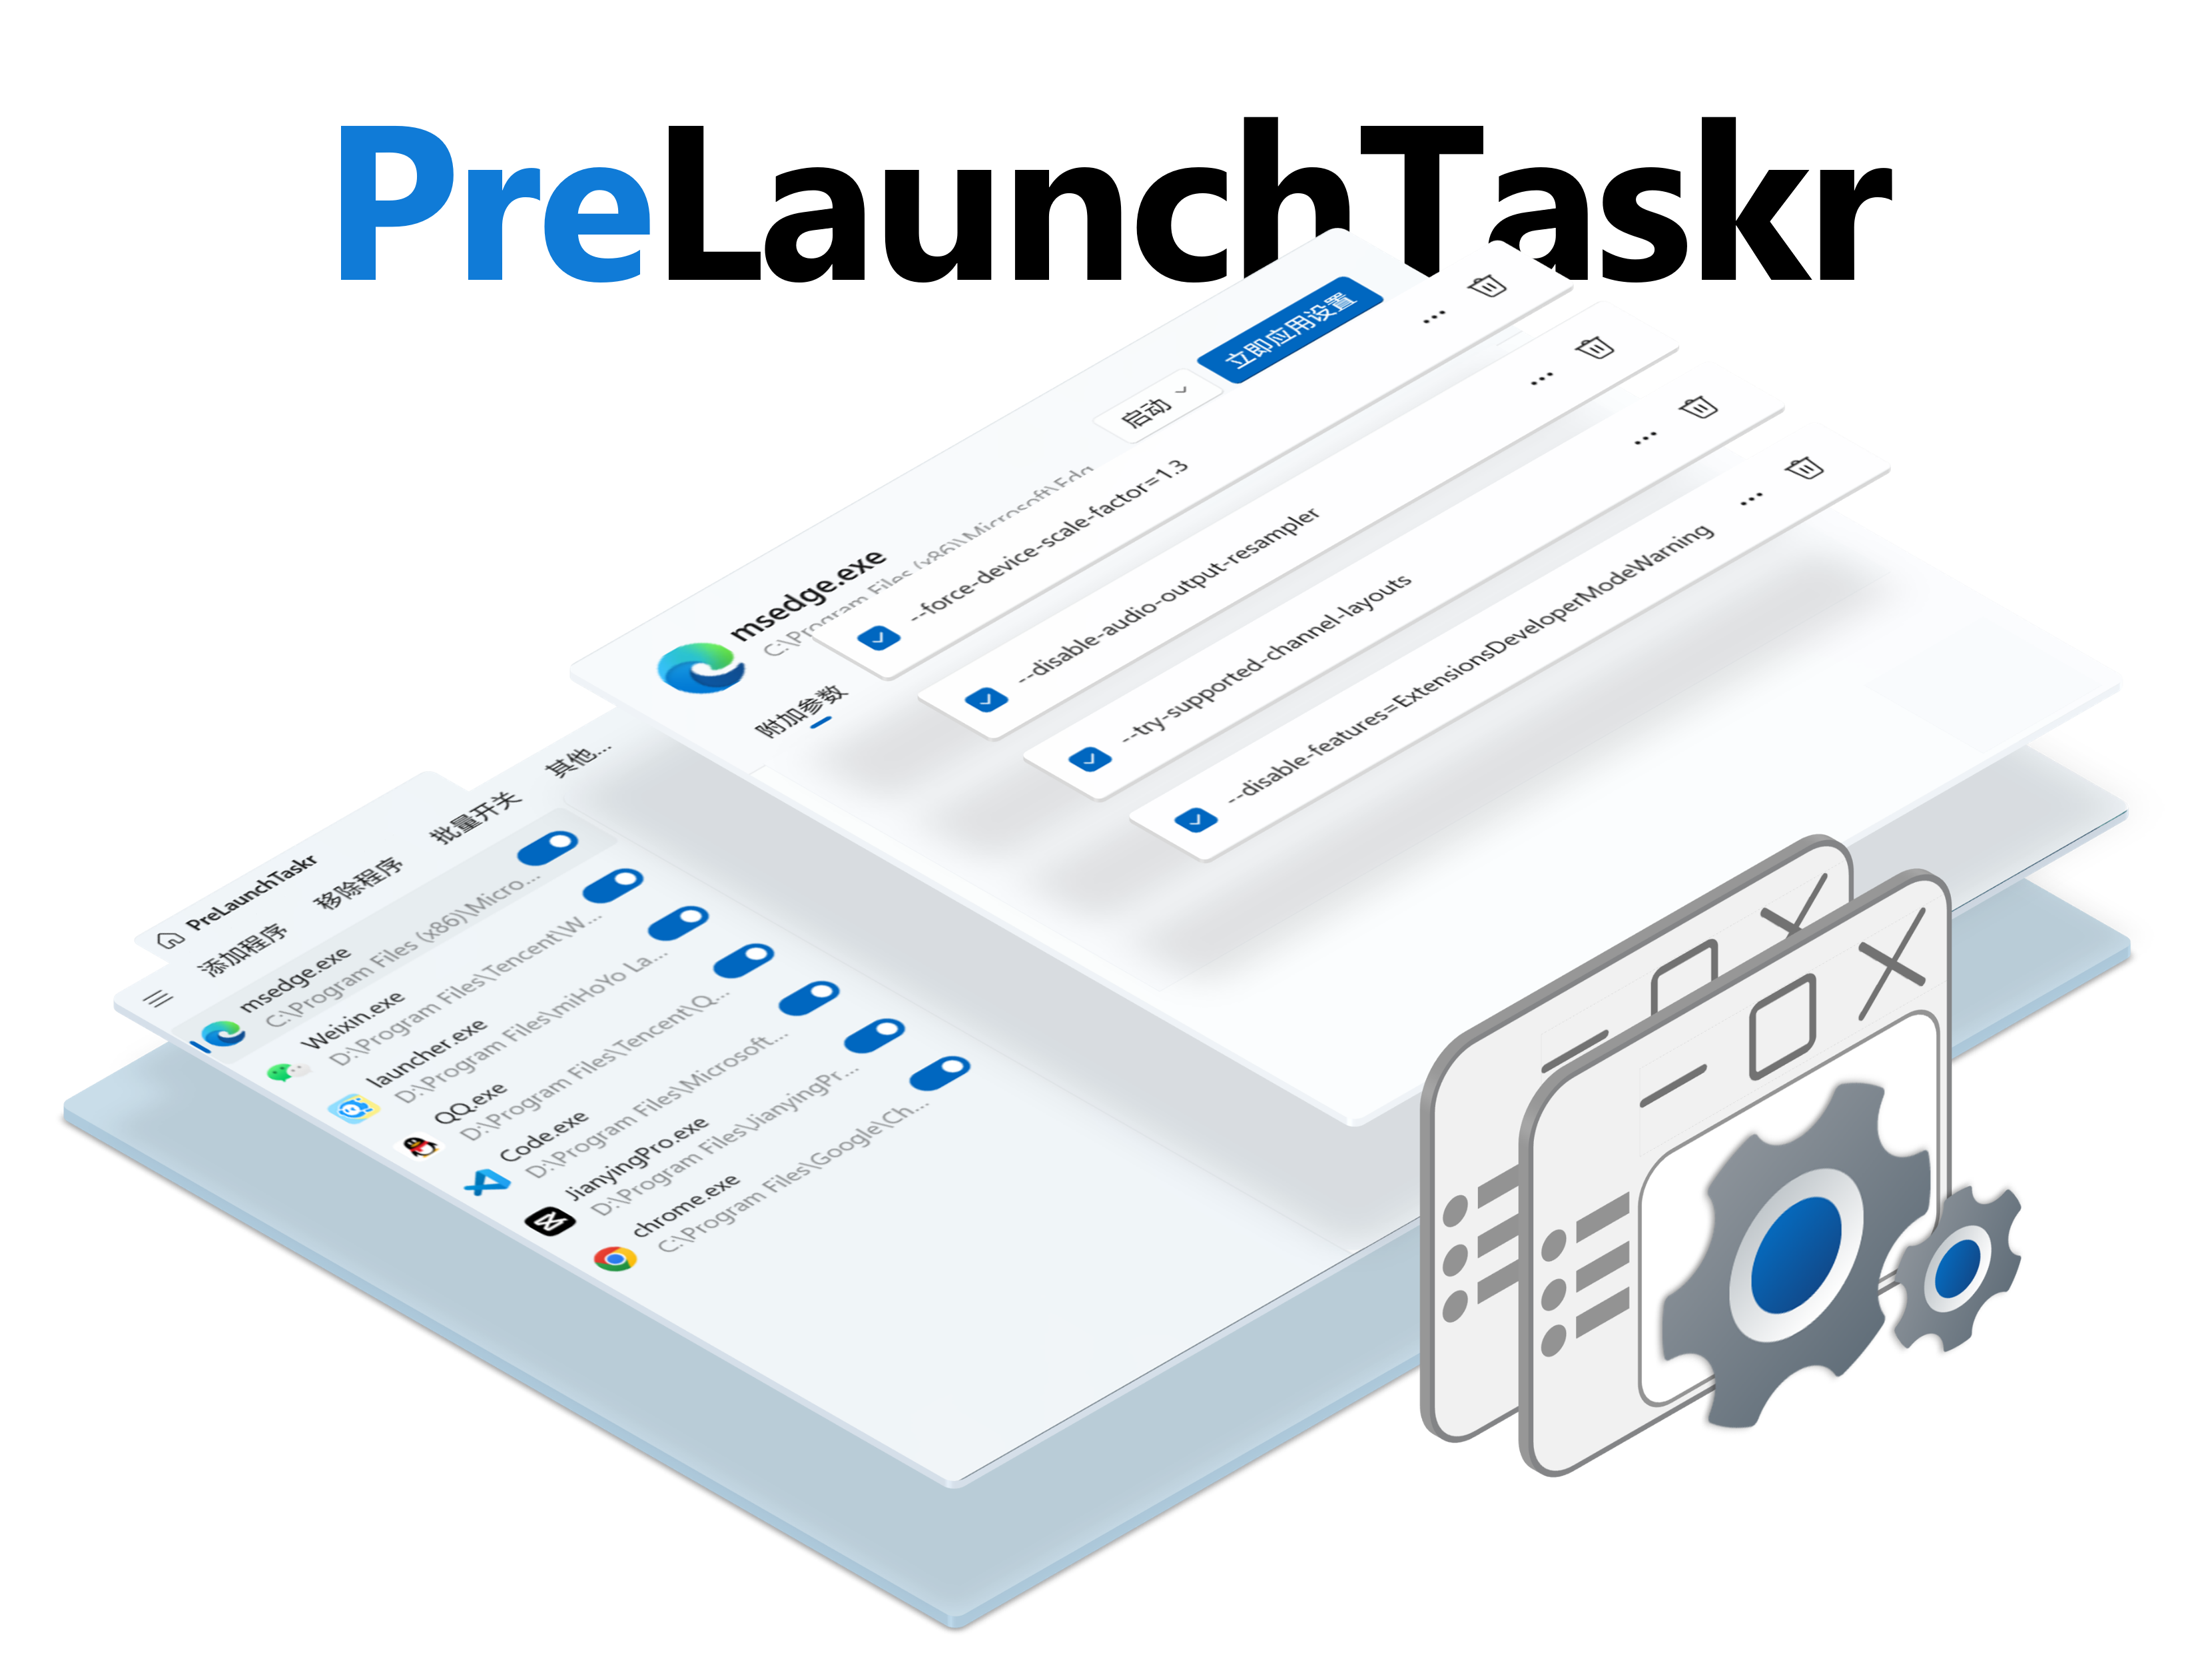 PreLaunchTaskr
立即应用设置
启动
msedge.exe
C:\Program Files (x86)\Microsoft\Edg
附加参数
--force-device-scale-factor=1.3
--disable-audio-output-resampler
--try-supported-channel-layouts
--disable-features=ExtensionsDeveloperModeWarning
PreLaunchTaskr
添加程序 移除程序 批量开关 其他...
msedge.exe
C:\Program Files (x86)\Micro...
Weixin.exe
D:\Program Files\Tencent\W...
launcher.exe
D:\Program Files\miHoYo La...
QQ.exe
D:\Program Files\Tencent\Q...
Code.exe
D:\Program Files\Microsoft...
JianyingPro.exe
D:\Program Files\JianyingPr...
chrome.exe
C:\Program Files\Google\Ch...